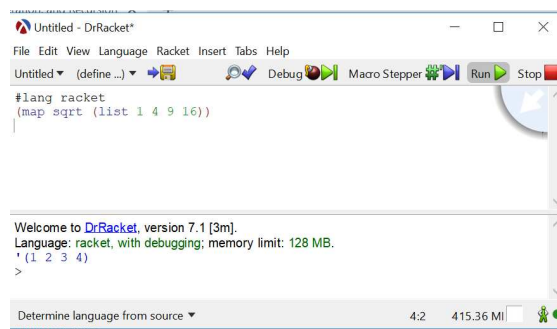 Untitled - DrRacket*
File Edit View Language Racket Insert Tabs Help
Untitled ▾ (define ...) ▾ Debug Macro Stepper Run Stop
#lang racket
(map sqrt (list 1 4 9 16))
Welcome to DrRacket, version 7.1 [3m].
Language: racket, with debugging; memory limit: 128 MB.
'(1 2 3 4)
>
Determine language from source ▾ 4:2 415.36 MI